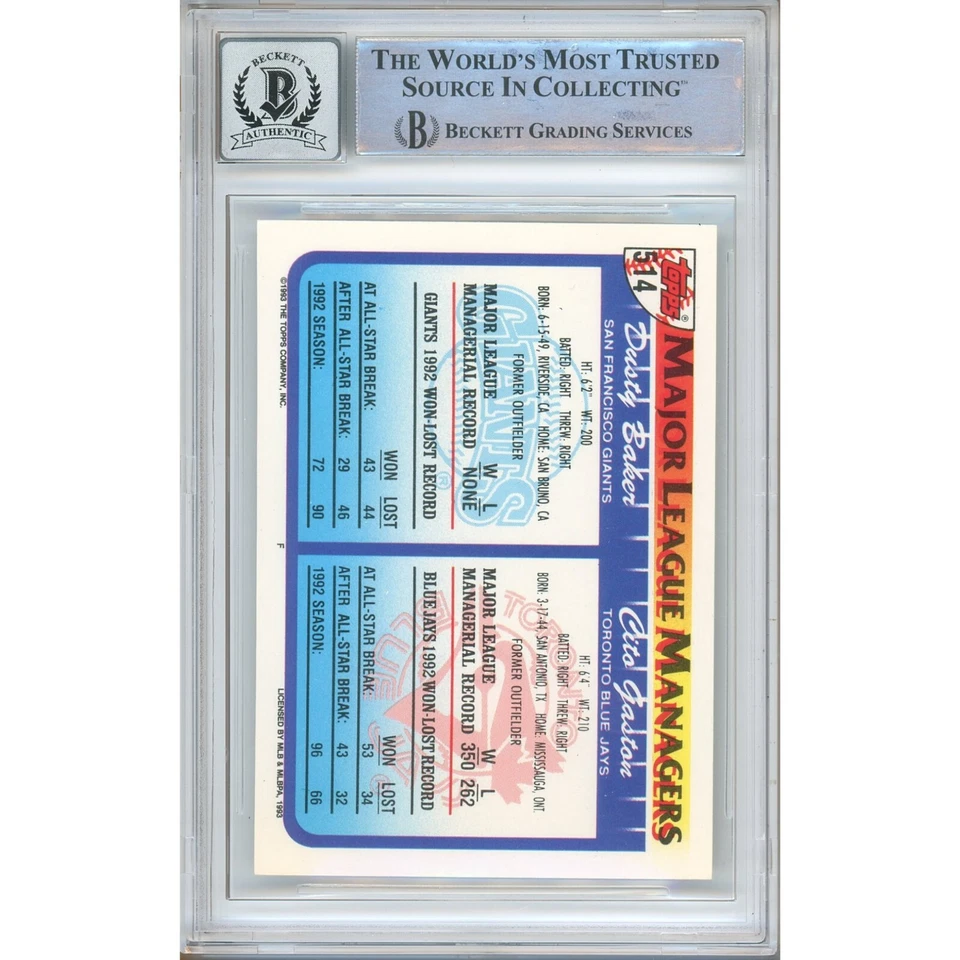 BECKETT
B
AUTHENTIC
THE WORLD'S MOST TRUSTED
SOURCE IN COLLECTING™
B BECKETT GRADING SERVICES
topps®
514
MAJOR LEAGUE MANAGERS
Dusty Baker
SAN FRANCISCO GIANTS
HT: 6'2" WT: 200
BATTED: RIGHT THREW: RIGHT
BORN: 6-15-49, RIVERSIDE, CA HOME: SAN BRUNO, CA
FORMER OUTFIELDER
GIANTS®
MAJOR LEAGUE W L
MANAGERIAL RECORD NONE
GIANTS 1992 WON-LOST RECORD
WON LOST
AT ALL-STAR BREAK: 43 44
AFTER ALL-STAR BREAK: 29 46
1992 SEASON: 72 90
Cito Gaston
TORONTO BLUE JAYS
HT: 6'4" WT: 210
BATTED: RIGHT THREW: RIGHT
BORN: 3-17-44, SAN ANTONIO, TX HOME: MISSISSAUGA, ONT.
FORMER OUTFIELDER
TORONTO
BLUE
MAJOR LEAGUE W L
MANAGERIAL RECORD 350 262
BLUE JAYS 1992 WON-LOST RECORD
WON LOST
AT ALL-STAR BREAK: 53 34
AFTER ALL-STAR BREAK: 43 32
1992 SEASON: 96 66
©1993 THE TOPPS COMPANY, INC.
F
LICENSED BY MLB & MLBPA, 1993